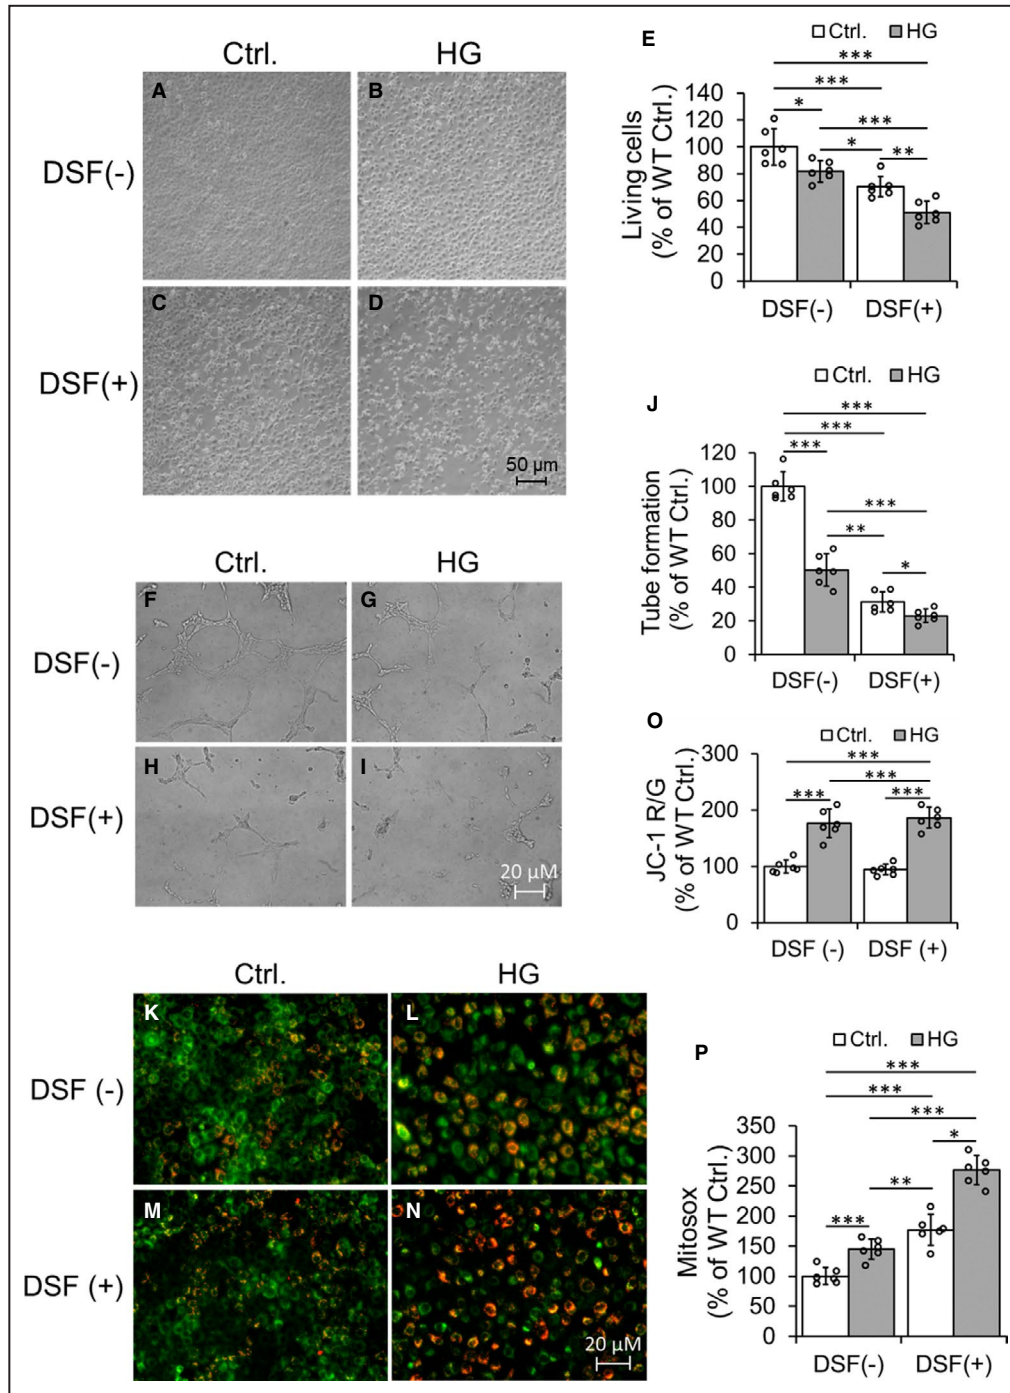 Ctrl. HG
A B
DSF(-)
C D
DSF(+)
50 µm
E
Ctrl. HG
***
***
* ***
* **
Living cells
(% of WT Ctrl.)
140
120
100
80
60
40
20
0
DSF(-) DSF(+)
Ctrl. HG
F G
DSF(-)
H I
DSF(+)
20 µM
J
Ctrl. HG
***
***
***
***
**
*
Tube formation
(% of WT Ctrl.)
120
100
80
60
40
20
0
DSF(-) DSF(+)
O
Ctrl. HG
***
***
*** ***
JC-1 R/G
(% of WT Ctrl.)
300
200
100
0
DSF (-) DSF (+)
Ctrl. HG
K L
DSF (-)
M N
DSF (+)
20 µM
P
Ctrl. HG
***
***
***
*
**
***
Mitosox
(% of WT Ctrl.)
350
300
250
200
150
100
50
0
DSF(-) DSF(+)